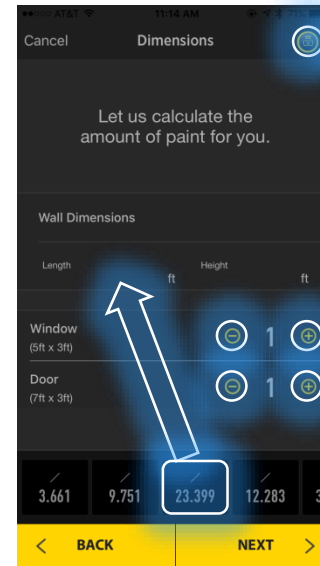 AT&T 11:14 AM 71%
Cancel Dimensions
Let us calculate the
amount of paint for you.
Wall Dimensions
Length ft Height ft
Window
(5ft x 3ft)
1
Door
(7ft x 3ft)
1
3.661 9.751 23.399 12.283 3
< BACK NEXT >